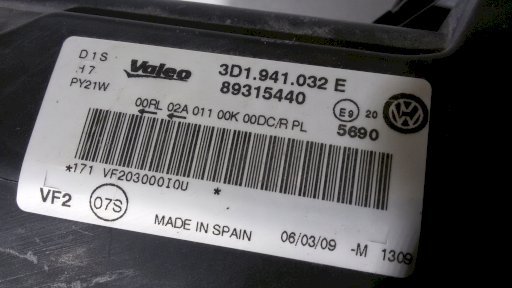 D1S
H7
PY21W
Valeo
3D1.941.032 E
89315440
00RL 02A 011 00K 00DC/R PL
E9
20
5690
*171 VF203000I0U *
VF2
07S
MADE IN SPAIN
06/03/09 -M 1309